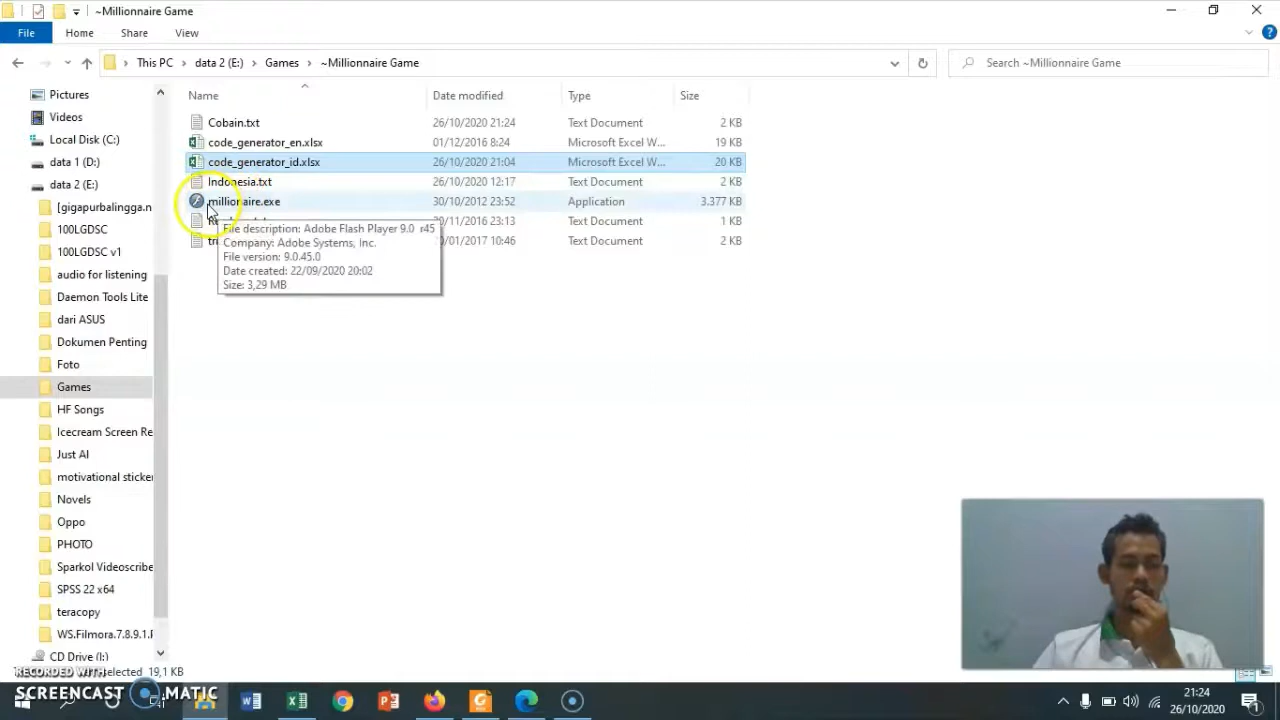 ~Millionnaire Game
File
Home
Share
View
This PC
data 2 (E:)
Games
~Millionnaire Game
Search ~Millionnaire Game
Name
Date modified
Type
Size
Cobain.txt
26/10/2020 21:24
Text Document
2 KB
code_generator_en.xlsx
01/12/2016 8:24
Microsoft Excel W...
19 KB
code_generator_id.xlsx
26/10/2020 21:04
Microsoft Excel W...
20 KB
Indonesia.txt
26/10/2020 12:17
Text Document
2 KB
millionaire.exe
30/10/2012 23:52
Application
3.377 KB
/11/2016 23:13
Text Document
2 KB
/01/2017 10:46
Text Document
2 KB
File description: Adobe Flash Player 9.0 r45
Company: Adobe Systems, Inc.
File version: 9.0.45.0
Date created: 22/09/2020 20:02
Size: 3,29 MB
Pictures
Videos
Local Disk (C:)
data 1 (D:)
data 2 (E:)
[gigapurbalingga.n
100LGDSC
100LGDSC v1
audio for listening
Daemon Tools Lite
dari ASUS
Dokumen Penting
Foto
Games
HF Songs
Icecream Screen Re
Just AI
motivational sticker
Novels
Oppo
PHOTO
Sparkol Videoscribe
SPSS 22 x64
teracopy
WS.Filmora.7.8.9.1.
CD Drive (I:)
selected 19,1 KB
RECORDED WITH
SCREENCAST MATIC
21:24
26/10/2020
1